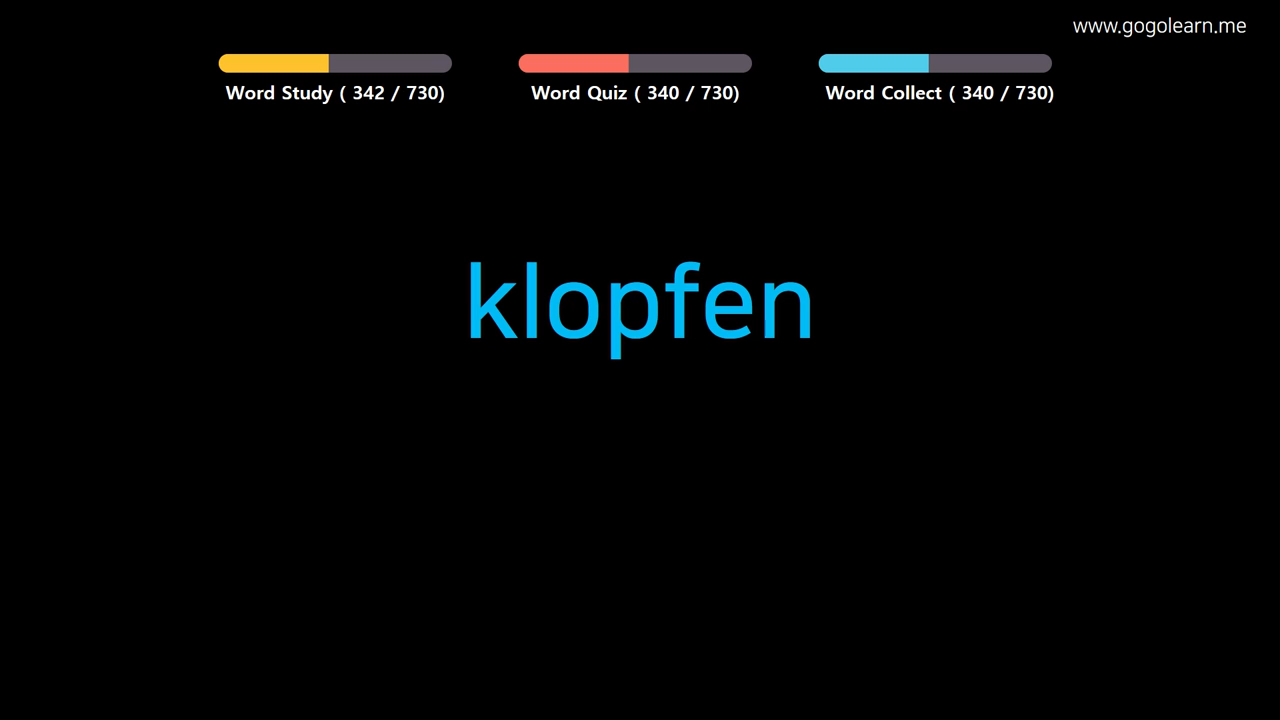 www.gogolearn.me
Word Study ( 342 / 730)
Word Quiz ( 340 / 730)
Word Collect ( 340 / 730)
klopfen